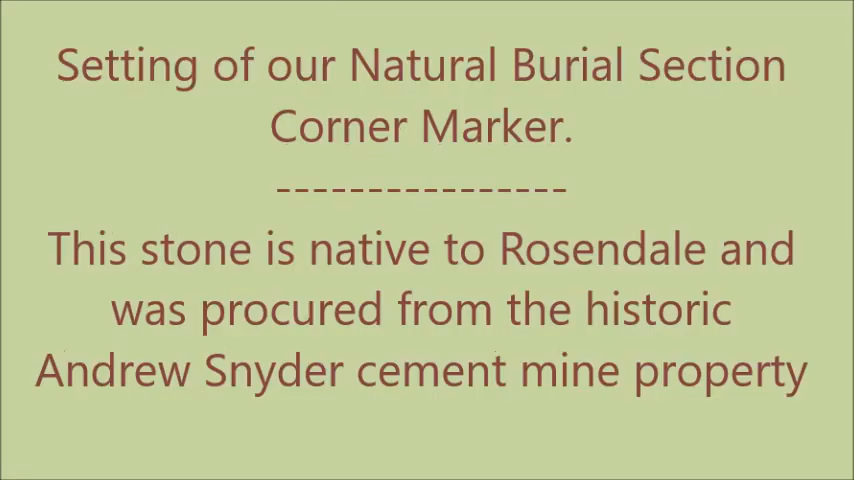 Setting of our Natural Burial Section
Corner Marker.
----------------
This stone is native to Rosendale and
was procured from the historic
Andrew Snyder cement mine property